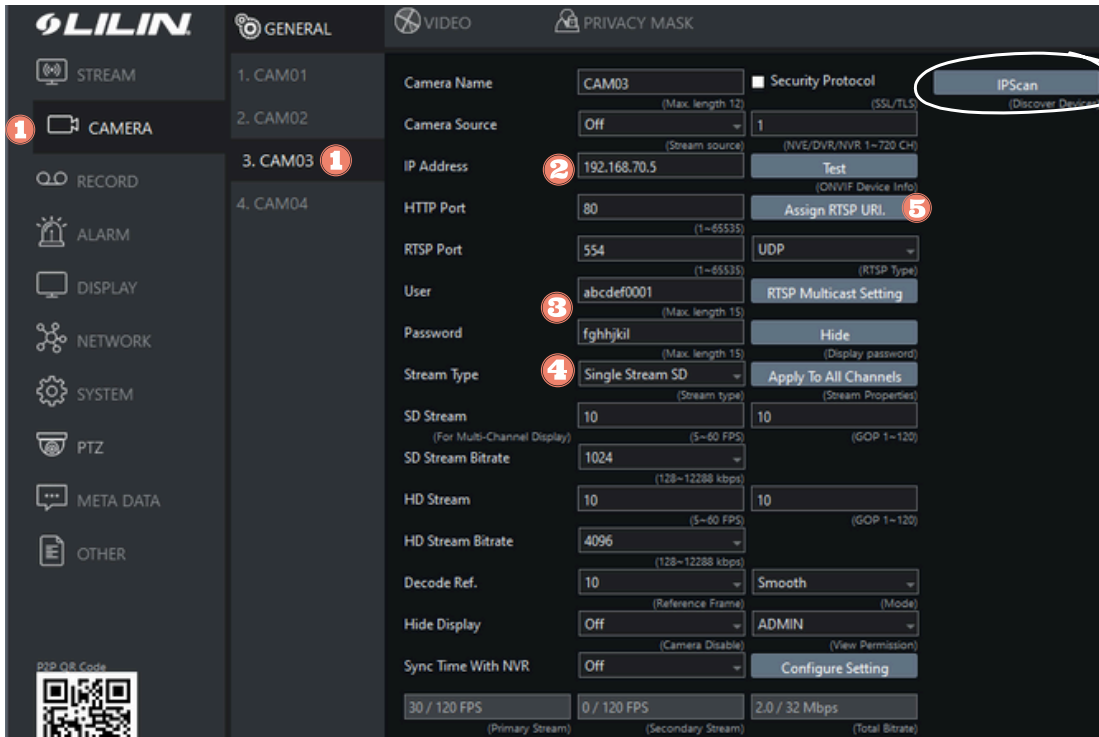 LILIN
STREAM
1 CAMERA
RECORD
ALARM
DISPLAY
NETWORK
SYSTEM
PTZ
META DATA
OTHER
P2P QR Code
GENERAL
1. CAM01
2. CAM02
3. CAM03 1
4. CAM04
VIDEO PRIVACY MASK
Camera Name CAM03 Security Protocol IPScan
(Max. length 12) (SSL/TLS) (Discover Devices
Camera Source Off 1
(Stream source) (NVE/DVR/NVR 1~720 CH)
IP Address 2 192.168.70.5 Test
(ONVIF Device Info)
HTTP Port 80 Assign RTSP URI. 5
(1~65535)
RTSP Port 554 UDP
(1~65535) (RTSP Type)
User abcdef0001 RTSP Multicast Setting
3 (Max. length 15)
Password fghhjkil Hide
(Max. length 15) (Display password)
Stream Type 4 Single Stream SD Apply To All Channels
(Stream type) (Stream Properties)
SD Stream 10 10
(For Multi-Channel Display) (5~60 FPS) (GOP 1~120)
SD Stream Bitrate 1024
(128~12288 kbps)
HD Stream 10 10
(5~60 FPS) (GOP 1~120)
HD Stream Bitrate 4096
(128~12288 kbps)
Decode Ref. 10 Smooth
(Reference Frame) (Mode)
Hide Display Off ADMIN
(Camera Disable) (View Permission)
Sync Time With NVR Off Configure Setting
30 / 120 FPS 0 / 120 FPS 2.0 / 32 Mbps
(Primary Stream) (Secondary Stream) (Total Bitrate)